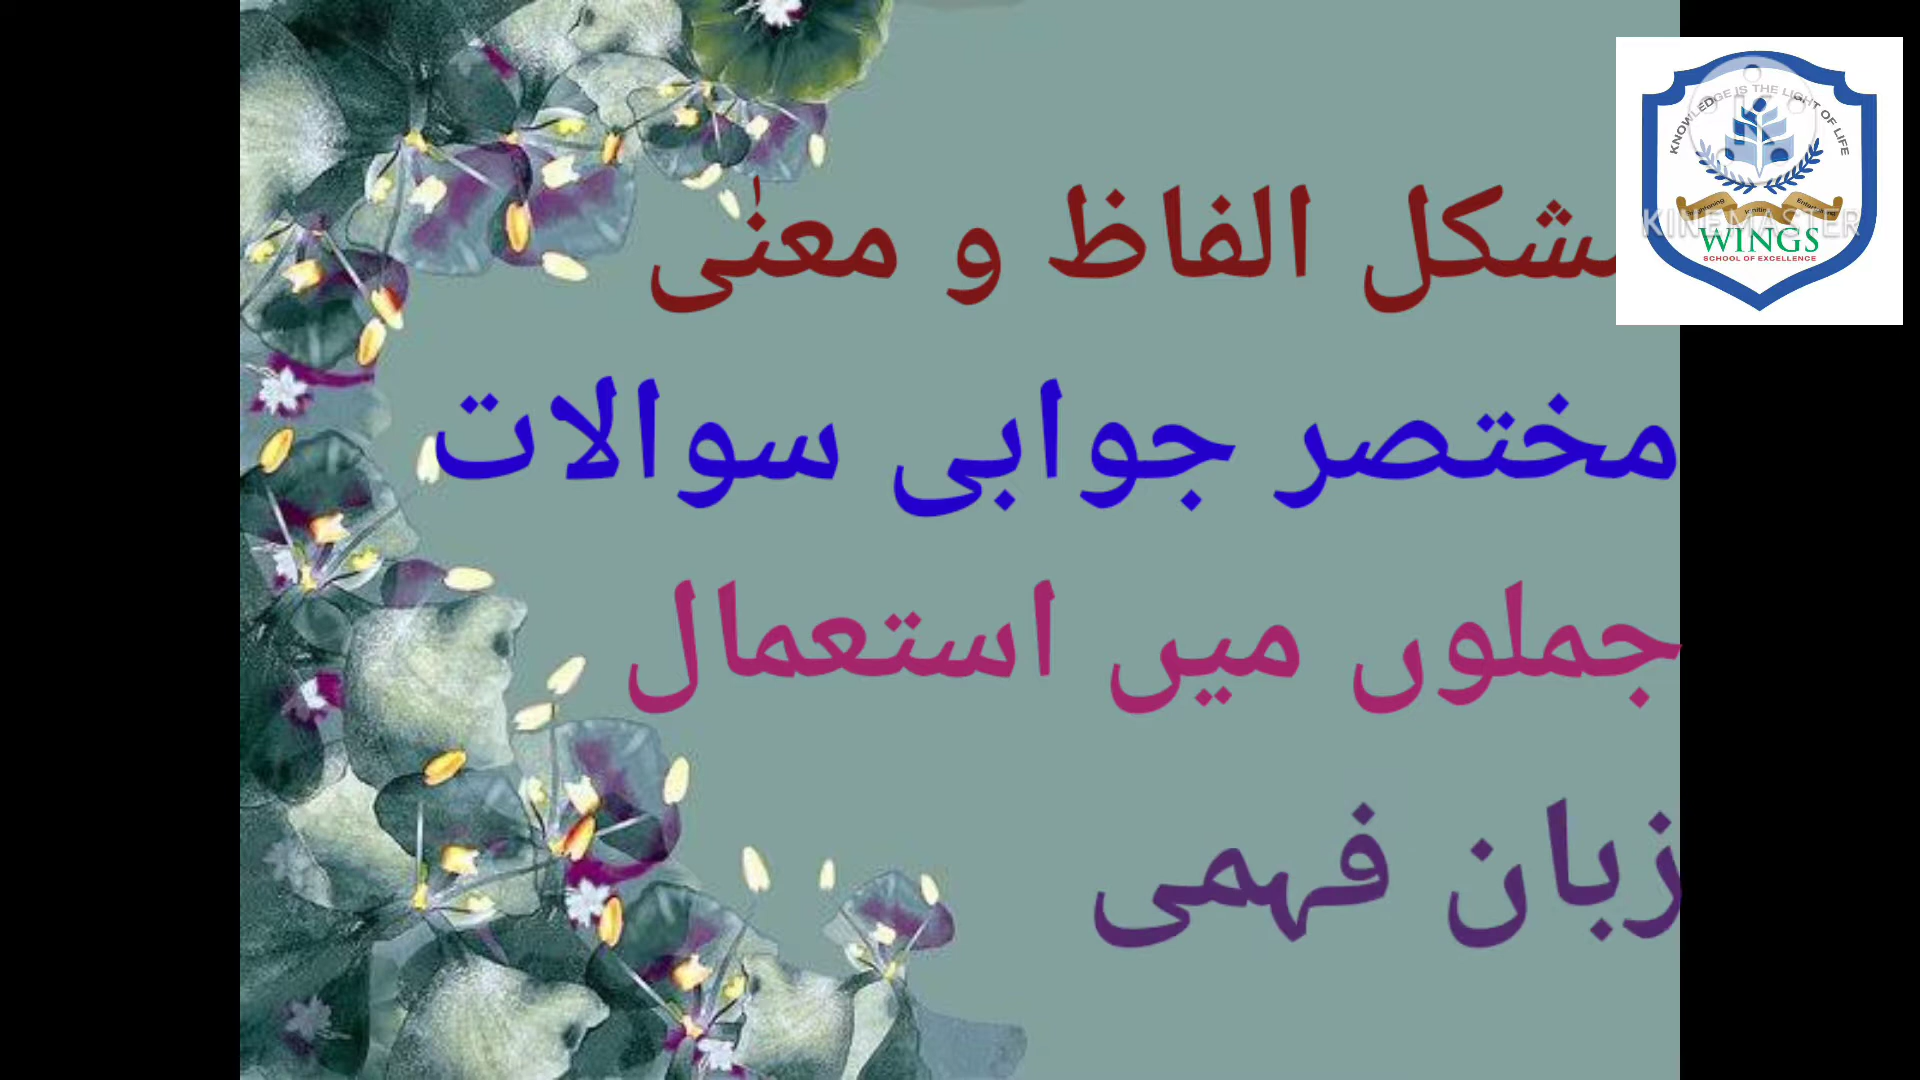 مشکل الفاظ و معنٰی
مختصر جوابی سوالات
جملوں میں استعمال
زبان فہمی
KNOWLEDGE IS THE LIGHT OF LIFE
KINEMASTER
WINGS
SCHOOL OF EXCELLENCE